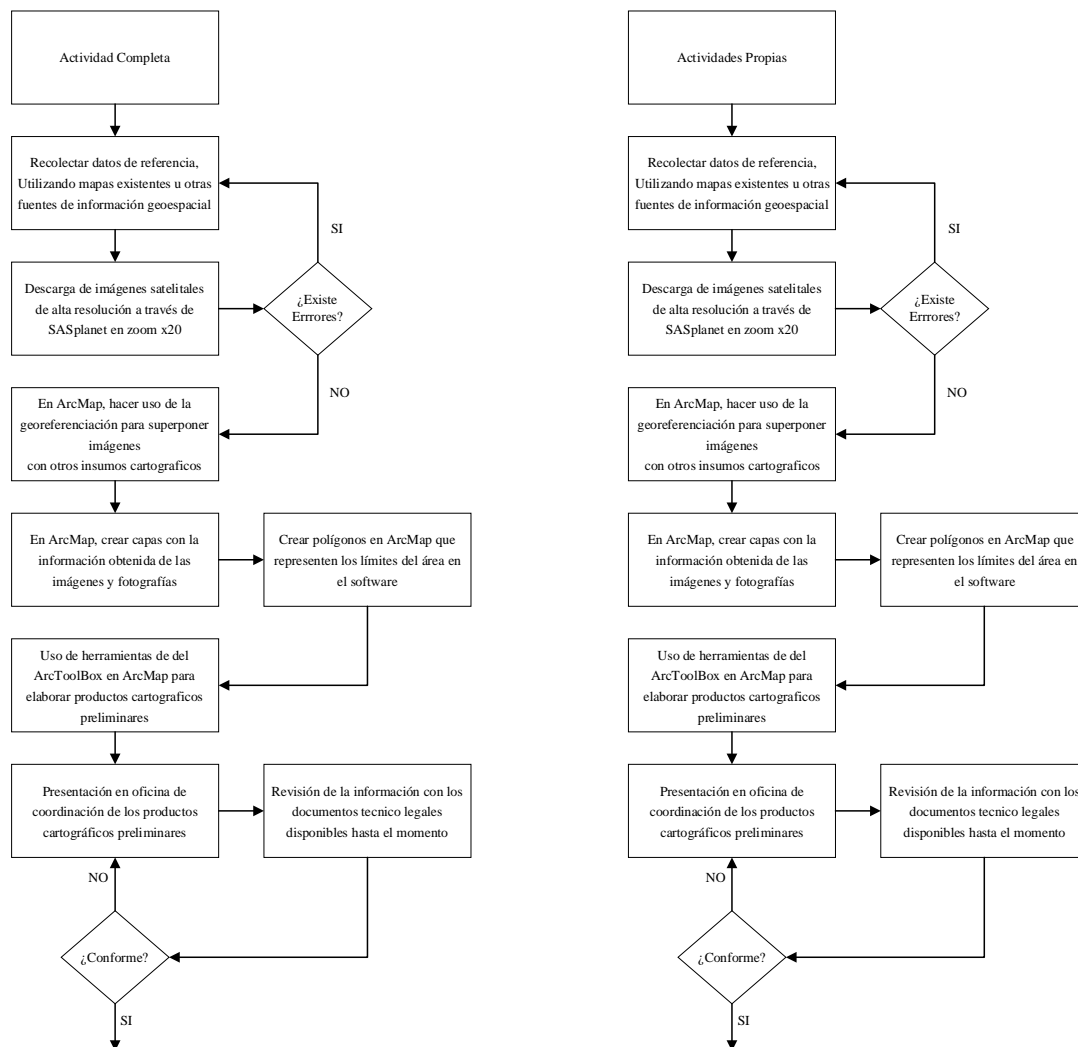 Actividad Completa
Recolectar datos de referencia,
Utilizando mapas existentes u otras
fuentes de información geoespacial
SI
Descarga de imágenes satelitales
de alta resolución a través de
SASplanet en zoom x20
¿Existe
Errrores?
NO
En ArcMap, hacer uso de la
georeferenciación para superponer
imágenes
con otros insumos cartograficos
En ArcMap, crear capas con la
información obtenida de las
imágenes y fotografías
Crear polígonos en ArcMap que
representen los límites del área en
el software
Uso de herramientas de del
ArcToolBox en ArcMap para
elaborar productos cartograficos
preliminares
Presentación en oficina de
coordinación de los productos
cartográficos preliminares
Revisión de la información con los
documentos tecnico legales
disponibles hasta el momento
NO
¿Conforme?
SI
Actividades Propias
Recolectar datos de referencia,
Utilizando mapas existentes u otras
fuentes de información geoespacial
SI
Descarga de imágenes satelitales
de alta resolución a través de
SASplanet en zoom x20
¿Existe
Errrores?
NO
En ArcMap, hacer uso de la
georeferenciación para superponer
imágenes
con otros insumos cartograficos
En ArcMap, crear capas con la
información obtenida de las
imágenes y fotografías
Crear polígonos en ArcMap que
representen los límites del área en
el software
Uso de herramientas de del
ArcToolBox en ArcMap para
elaborar productos cartograficos
preliminares
Presentación en oficina de
coordinación de los productos
cartográficos preliminares
Revisión de la información con los
documentos tecnico legales
disponibles hasta el momento
NO
¿Conforme?
SI